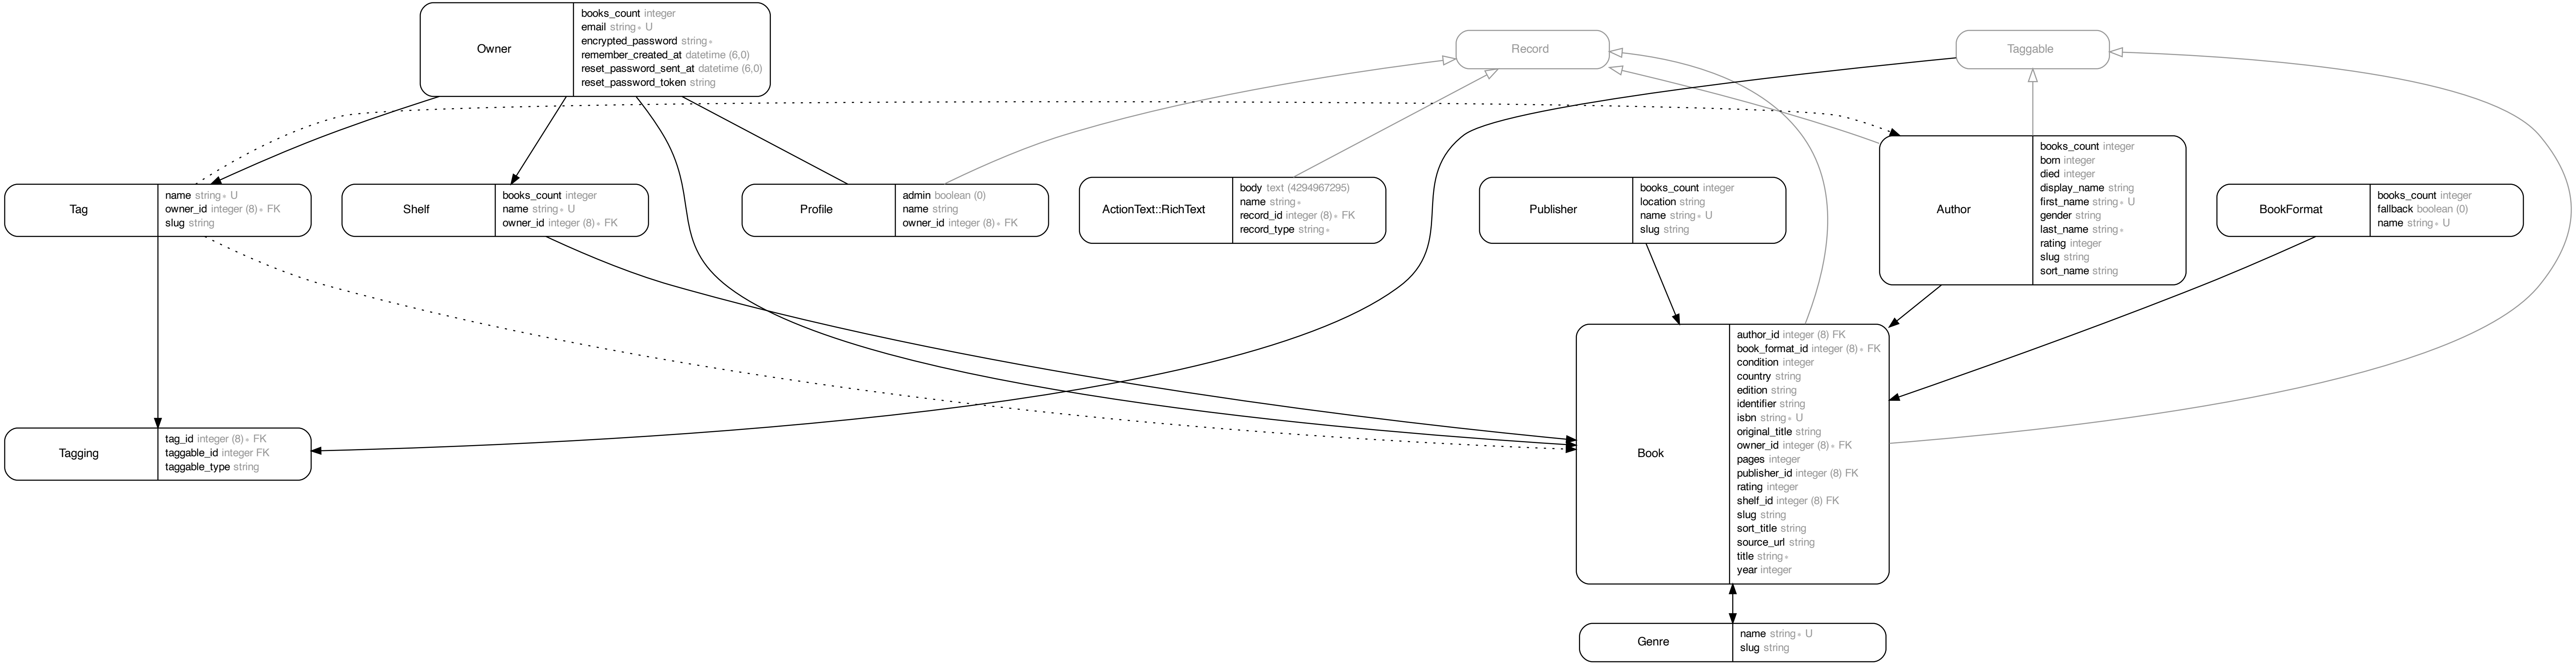 Owner
books_count integer
email string∗ U
encrypted_password string∗
remember_created_at datetime (6,0)
reset_password_sent_at datetime (6,0)
reset_password_token string
Record
Taggable
Tag
name string∗ U
owner_id integer (8)∗ FK
slug string
Shelf
books_count integer
name string∗ U
owner_id integer (8)∗ FK
Profile
admin boolean (0)
name string
owner_id integer (8)∗ FK
ActionText::RichText
body text (4294967295)
name string∗
record_id integer (8)∗ FK
record_type string∗
Publisher
books_count integer
location string
name string∗ U
slug string
Author
books_count integer
born integer
died integer
display_name string
first_name string∗ U
gender string
last_name string∗
rating integer
slug string
sort_name string
BookFormat
books_count integer
fallback boolean (0)
name string∗ U
Tagging
tag_id integer (8)∗ FK
taggable_id integer FK
taggable_type string
Book
author_id integer (8) FK
book_format_id integer (8)∗ FK
condition integer
country string
edition string
identifier string
isbn string∗ U
original_title string
owner_id integer (8)∗ FK
pages integer
publisher_id integer (8) FK
rating integer
shelf_id integer (8) FK
slug string
sort_title string
source_url string
title string∗
year integer
Genre
name string∗ U
slug string